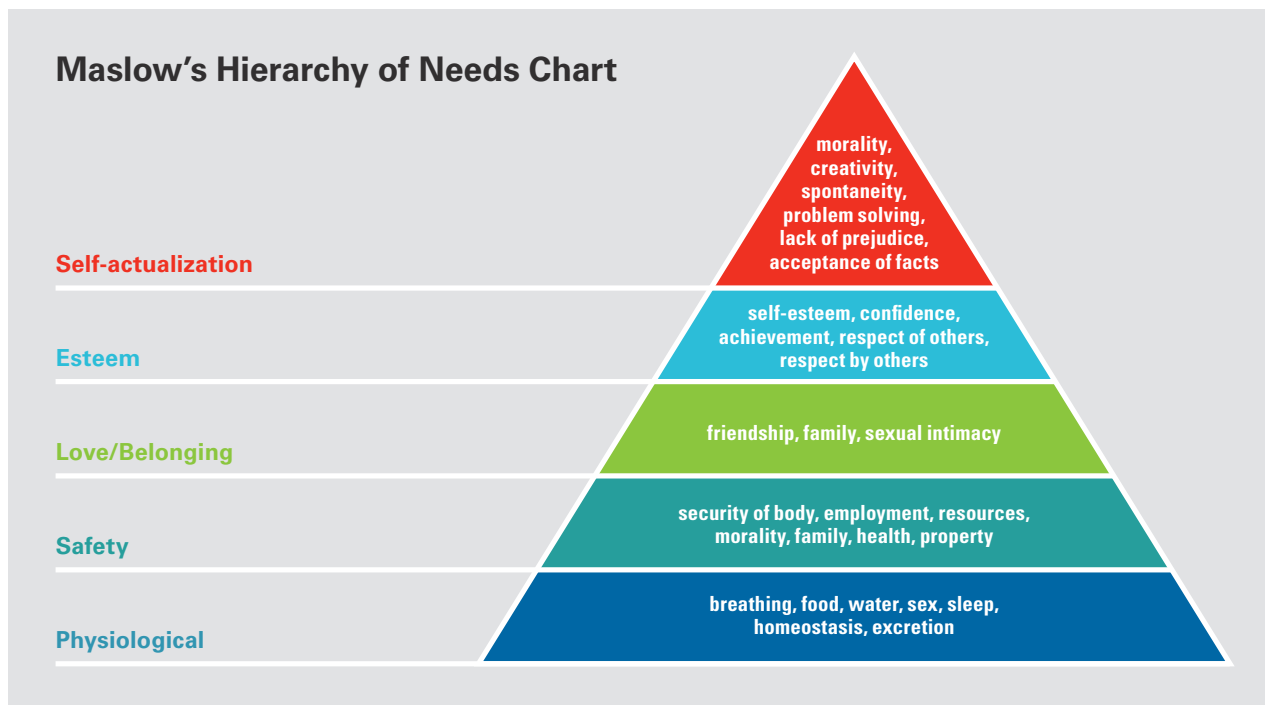 Maslow’s Hierarchy of Needs Chart
morality,
creativity,
spontaneity,
problem solving,
lack of prejudice,
acceptance of facts
Self-actualization
self-esteem, confidence,
achievement, respect of others,
respect by others
Esteem
friendship, family, sexual intimacy
Love/Belonging
security of body, employment, resources,
morality, family, health, property
Safety
breathing, food, water, sex, sleep,
homeostasis, excretion
Physiological